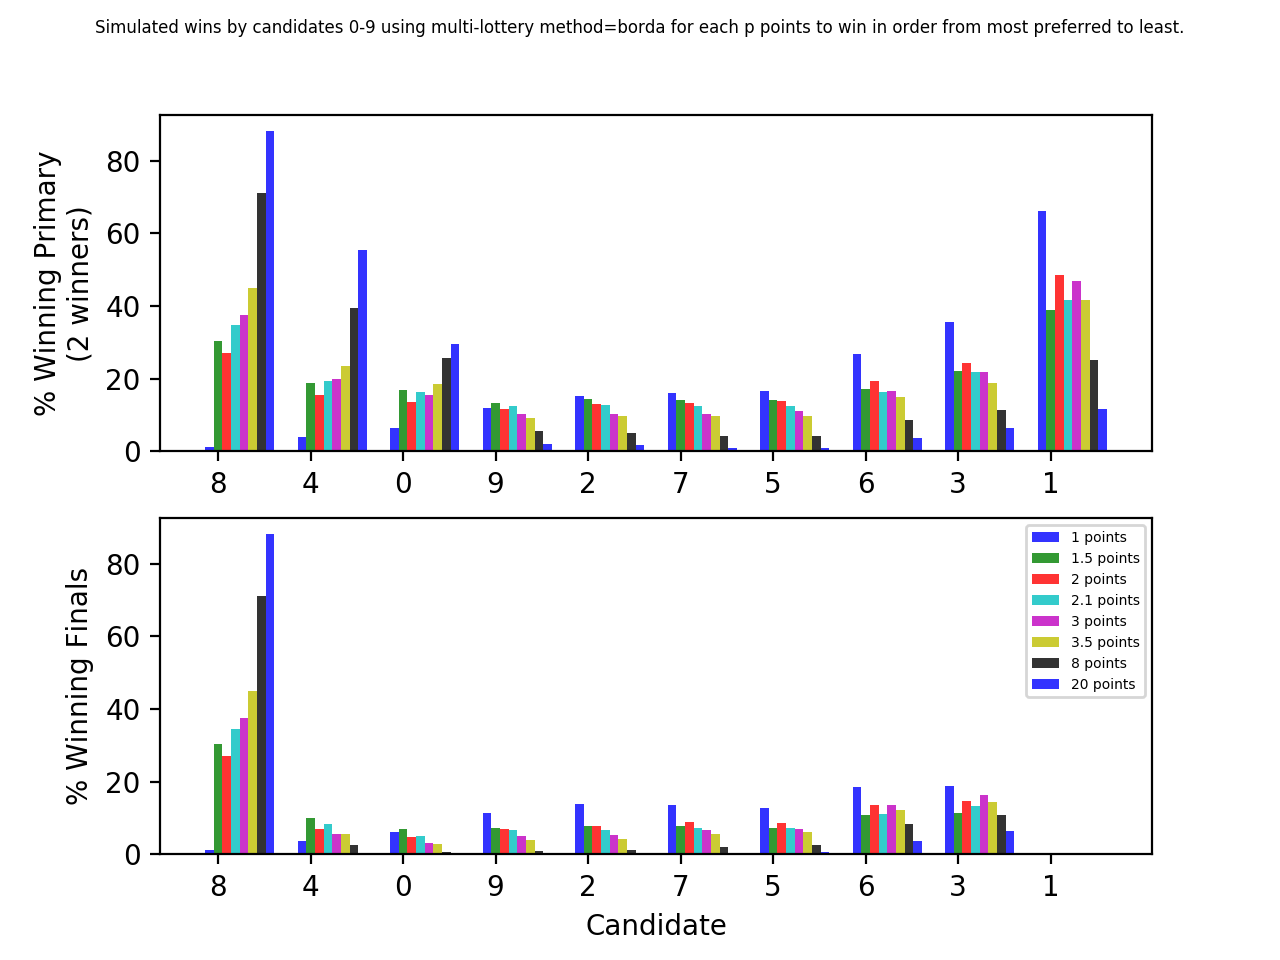 Simulated wins by candidates 0-9 using multi-lottery method=borda for each p points to win in order from most preferred to least.
% Winning Primary
(2 winners)
80
60
40
20
0
8 4 0 9 2 7 5 6 3 1
% Winning Finals
80
60
40
20
0
1 points
1.5 points
2 points
2.1 points
3 points
3.5 points
8 points
20 points
8 4 0 9 2 7 5 6 3 1
Candidate